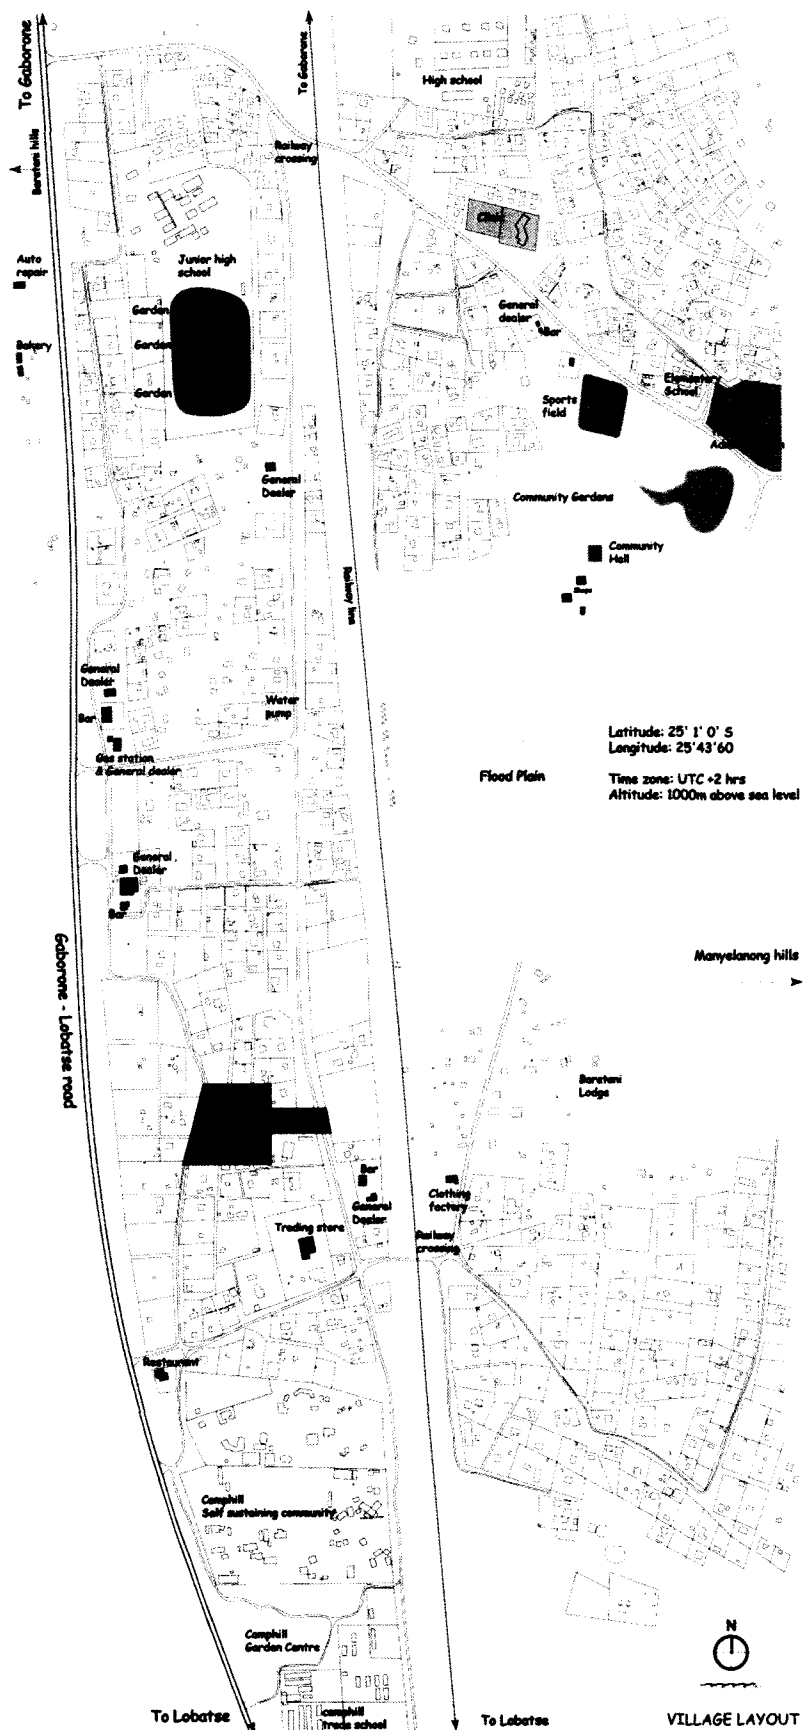 To Gaborone
To Gaborone
Baratani hills
High school
Railway
crossing
Clinic
Auto
repair
Junior high
school
Garden
General
dealer
Bar
Bakery
Garden
Garden
Elementary
School
Sports
field
General
Dealer
Community Gardens
Community
Hall
Shops
Railway line
General
Dealer
Bar
Water
pump
Gas station
& General dealer
Latitude: 25' 1' 0' S
Longitude: 25'43'60
Flood Plain
Time zone: UTC +2 hrs
Altitude: 1000m above sea level
General
Dealer
Bar
Gaborone - Lobatse road
Manyelanong hills
Baratani
Lodge
Bar
General
Dealer
Clothing
factory
Trading store
Railway
crossing
Restaurant
Camphill
Self sustaining community
Camphill
Garden Centre
N
To Lobatse
camphill
trade school
To Lobatse
VILLAGE LAYOUT